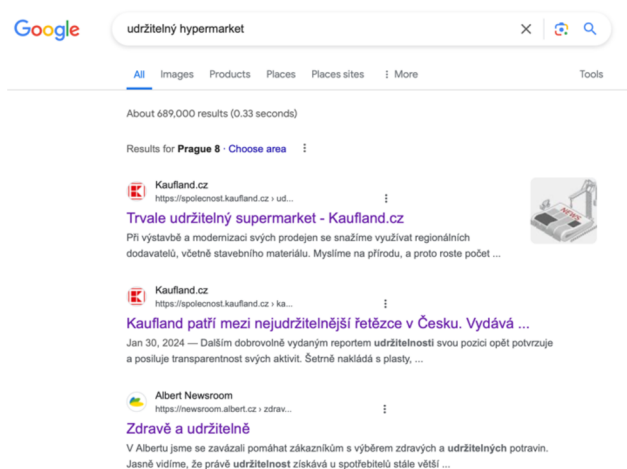 Google
udržitelný hypermarket
All Images Products Places Places sites More Tools
About 689,000 results (0.33 seconds)
Results for Prague 8 · Choose area
Kaufland.cz
https://spolecnost.kaufland.cz › ud...
Trvale udržitelný supermarket - Kaufland.cz
Při výstavbě a modernizaci svých prodejen se snažíme využívat regionálních
dodavatelů, včetně stavebního materiálu. Myslíme na přírodu, a proto roste počet ...
NEWS
Kaufland.cz
https://spolecnost.kaufland.cz › ka...
Kaufland patří mezi nejudržitelnější řetězce v Česku. Vydává ...
Jan 30, 2024 — Dalším dobrovolně vydaným reportem udržitelnosti svou pozici opět potvrzuje
a posiluje transparentnost svých aktivit. Šetrně nakládá s plasty, ...
Albert Newsroom
https://newsroom.albert.cz › zdrav...
Zdravě a udržitelně
V Albertu jsme se zavázali pomáhat zákazníkům s výběrem zdravých a udržitelných potravin.
Jasně vidíme, že právě udržitelnost získává u spotřebitelů stále větší ...